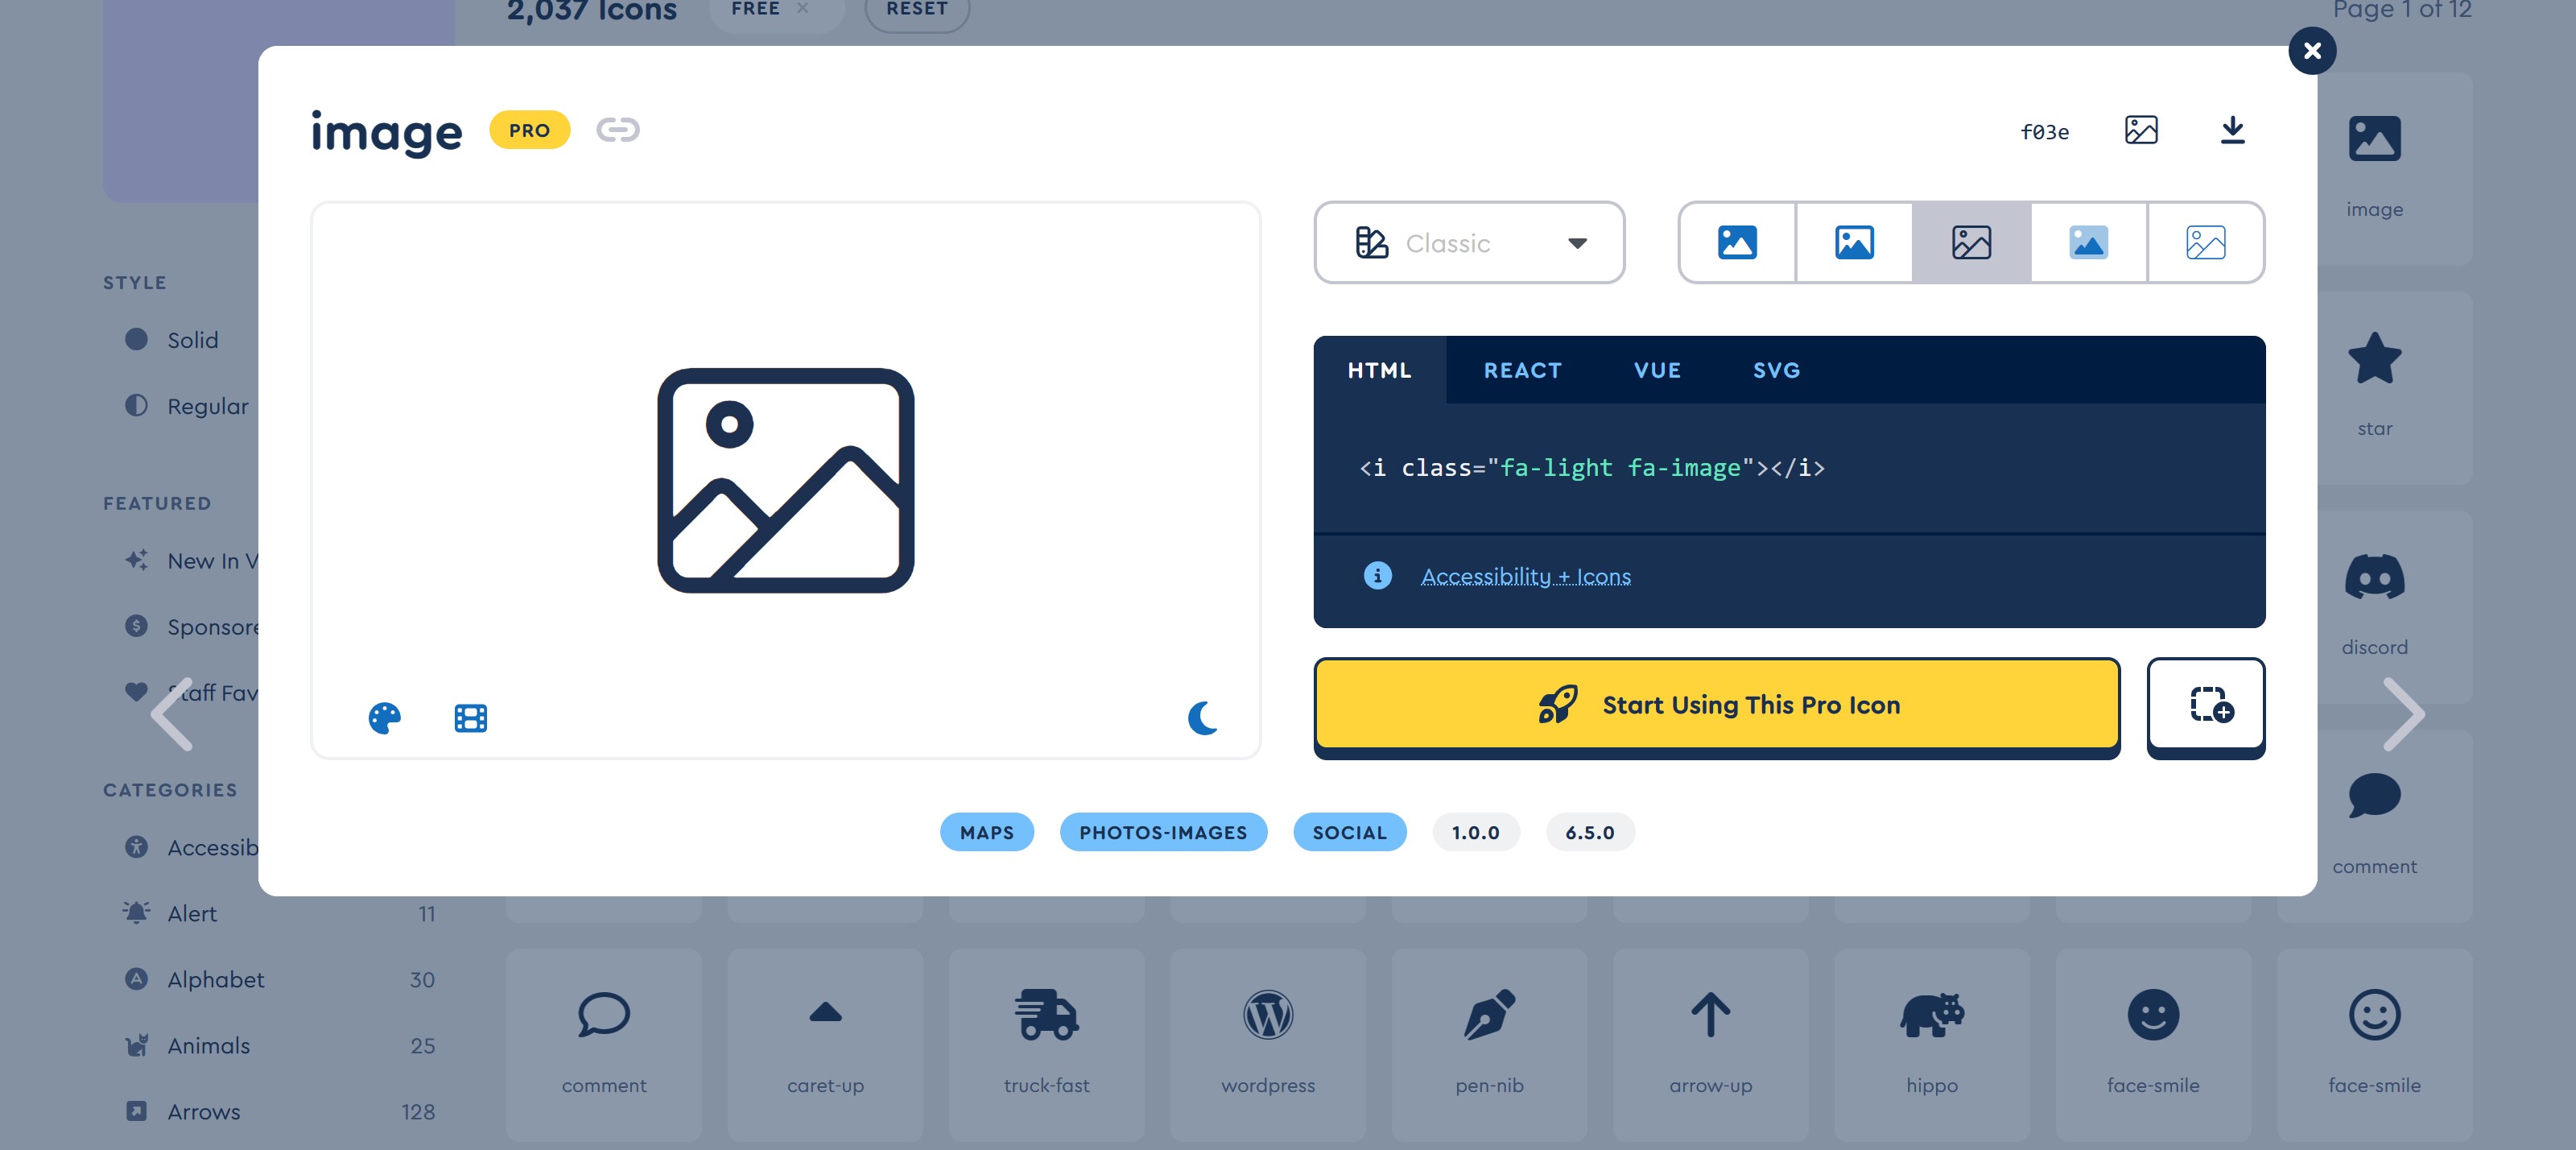 2,037 Icons
FREE ×
RESET
Page 1 of 12
image
PRO
f03e
Classic
HTML
REACT
VUE
SVG
<i class="fa-light fa-image"></i>
Accessibility + Icons
Start Using This Pro Icon
MAPS
PHOTOS-IMAGES
SOCIAL
1.0.0
6.5.0
STYLE
Solid
Regular
FEATURED
New In V
Sponsore
Staff Fav
CATEGORIES
Accessib
Alert 11
Alphabet 30
Animals 25
Arrows 128
image
star
discord
comment
comment
caret-up
truck-fast
wordpress
pen-nib
arrow-up
hippo
face-smile
face-smile